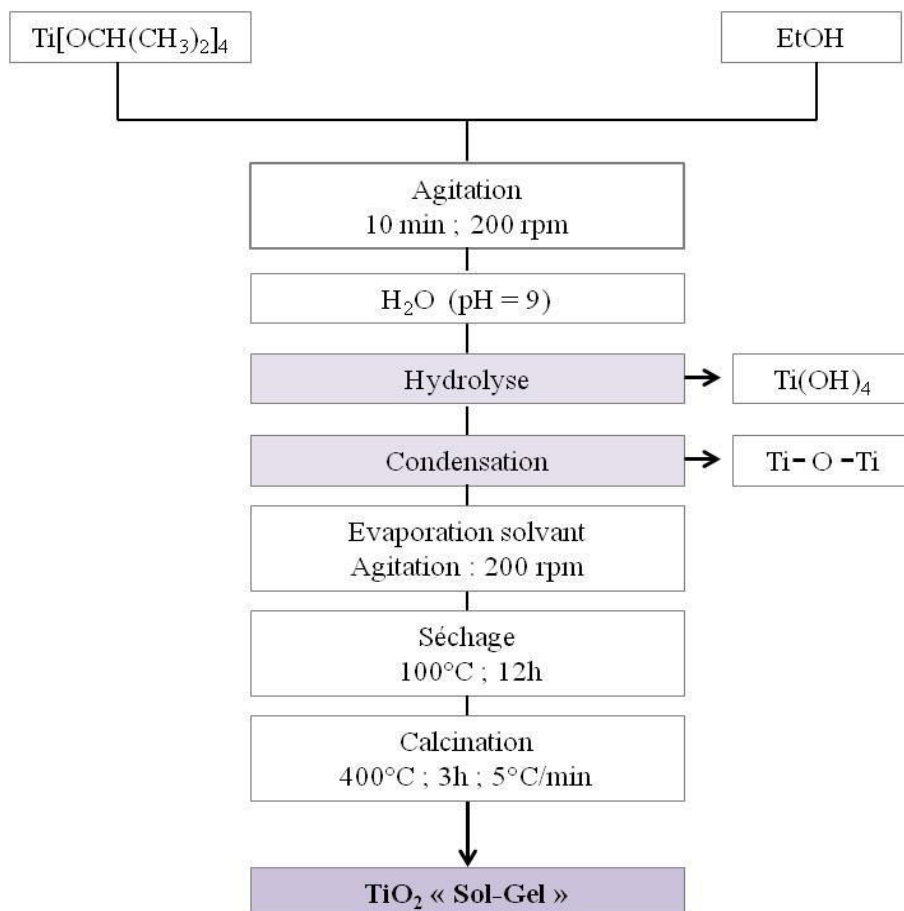 Ti[OCH(CH₃)₂]₄
EtOH
Agitation
10 min ; 200 rpm
H₂O (pH = 9)
Hydrolyse
Ti(OH)₄
Condensation
Ti-O-Ti
Evaporation solvant
Agitation : 200 rpm
Séchage
100°C ; 12h
Calcination
400°C ; 3h ; 5°C/min
TiO₂ « Sol-Gel »